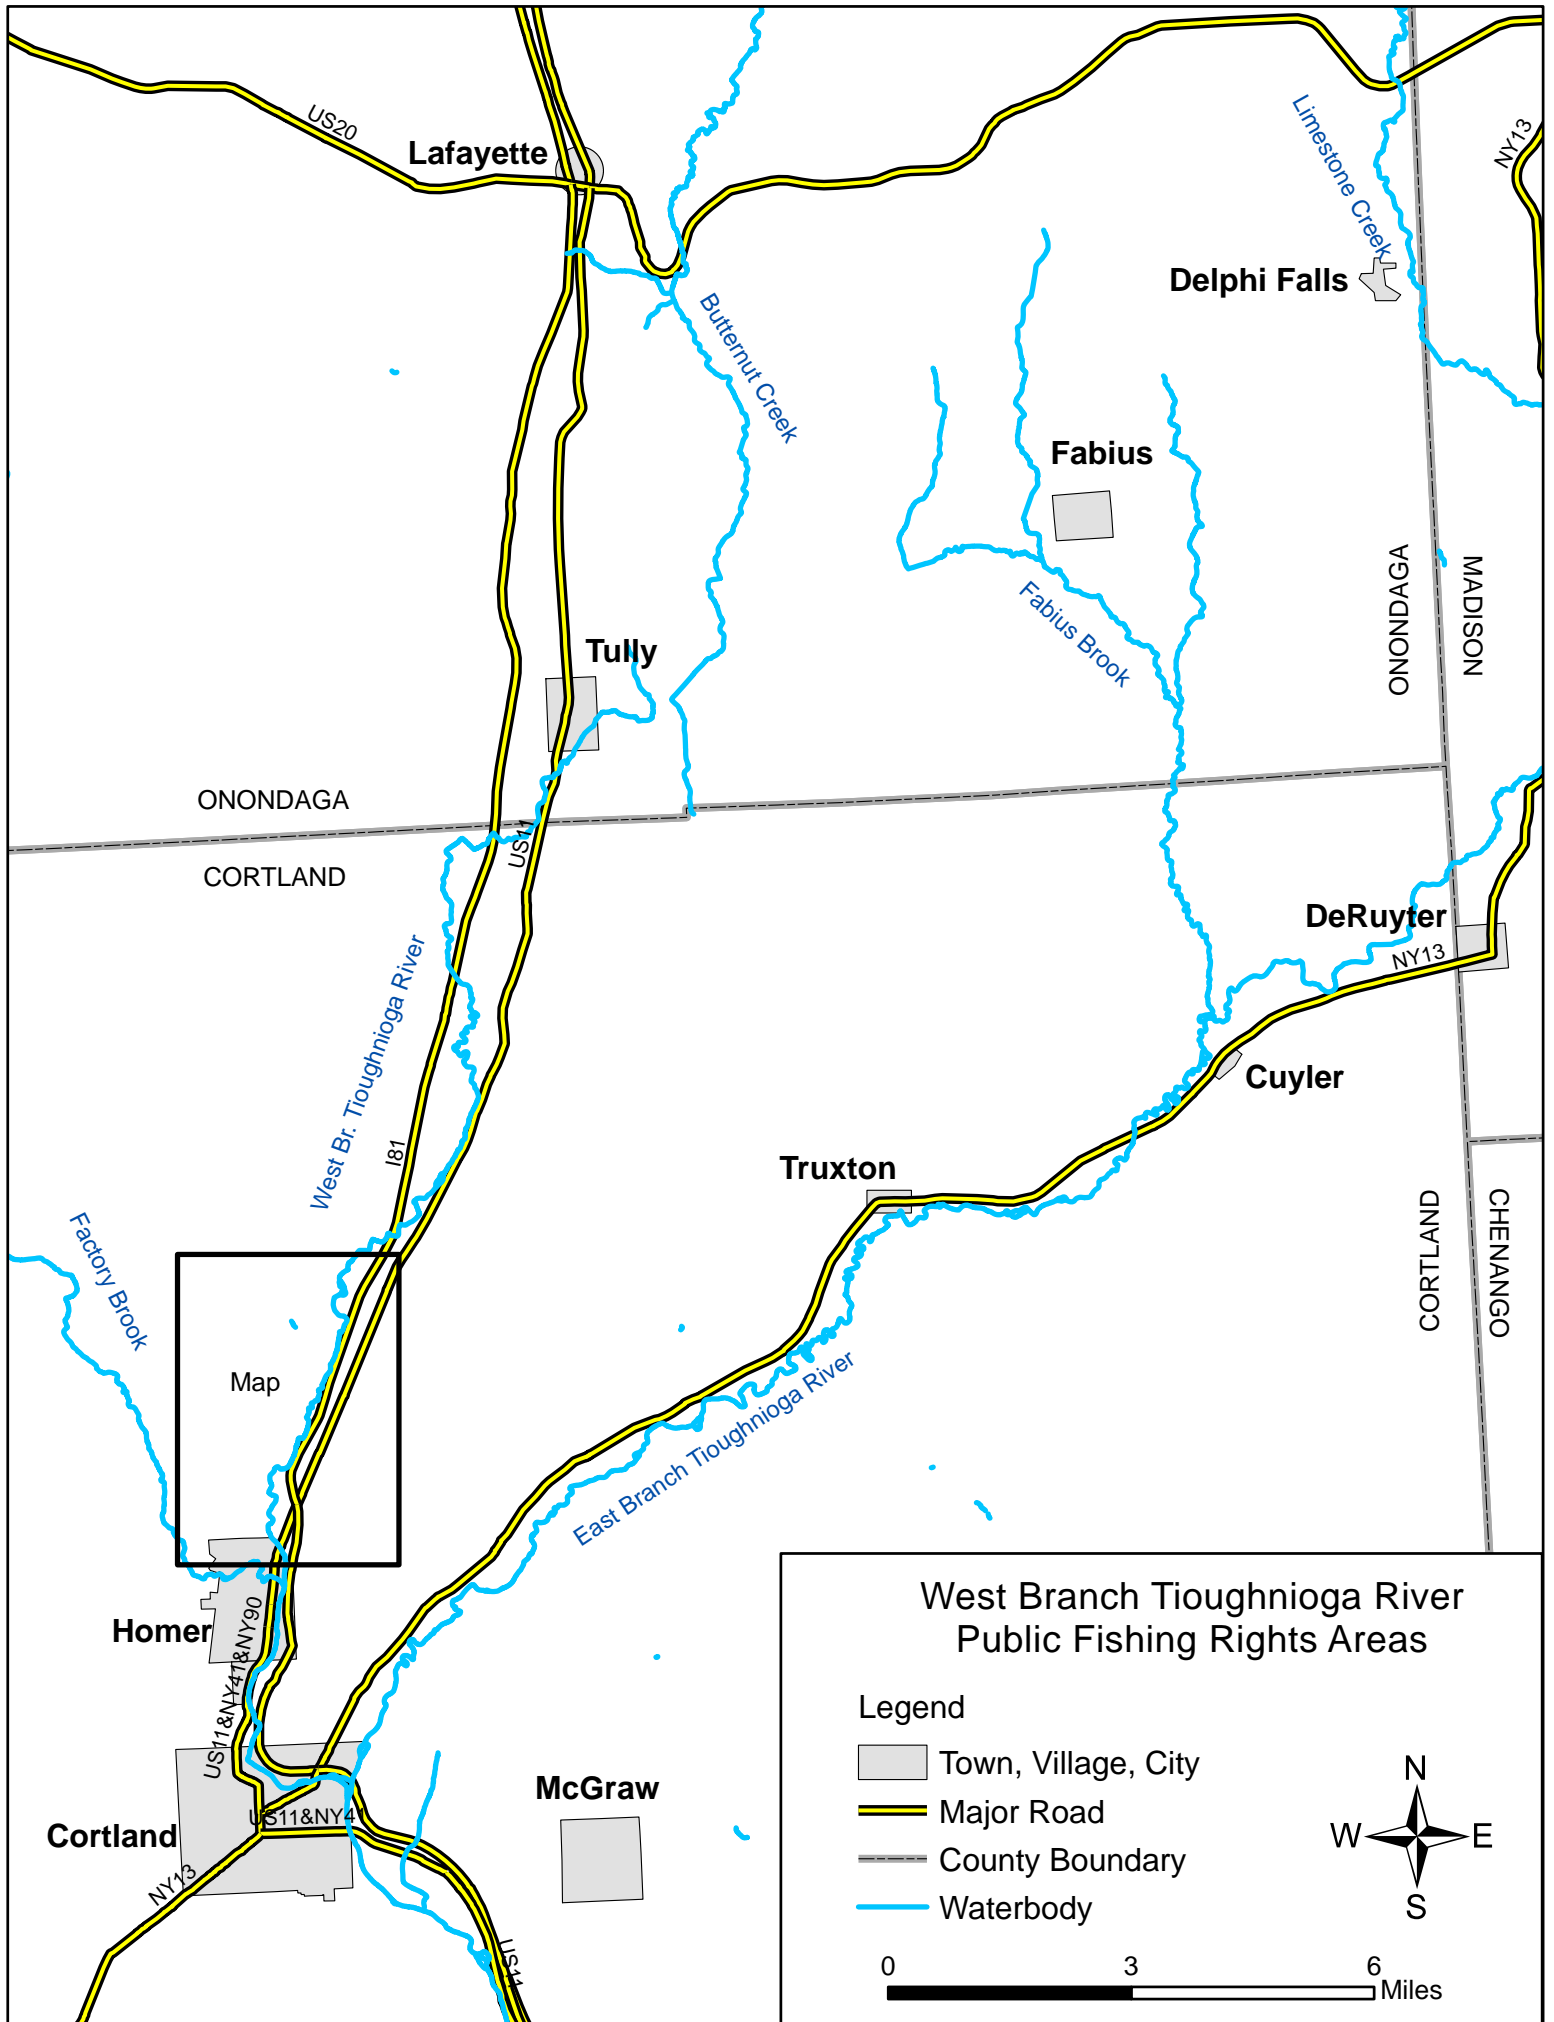 US20
Lafayette
Limestone Creek
NY13
Delphi Falls
Butternut Creek
Fabius
ONONDAGA
MADISON
Fabius Brook
Tully
ONONDAGA
US11
CORTLAND
DeRuyter
NY13
West Br. Tioughnioga River
Cuyler
I81
Truxton
CORTLAND
CHENANGO
Factory Brook
Map
East Branch Tioughnioga River
Homer
US11&NY41&NY90
McGraw
US11&NY41
Cortland
NY13
US11
West Branch Tioughnioga River
Public Fishing Rights Areas
Legend
Town, Village, City
Major Road
County Boundary
Waterbody
N
W E
S
0 3 6
Miles